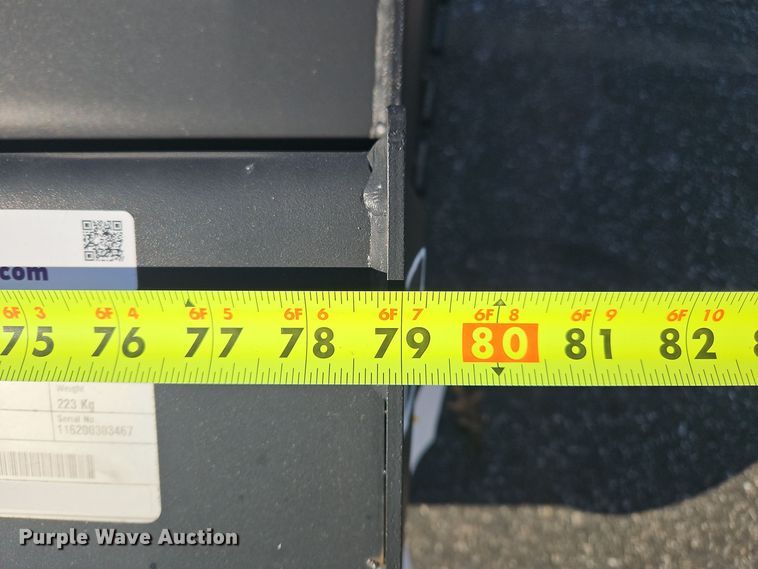 .com
6F 3 6F 4 6F 5 6F 6 6F 7 6F 8 6F 9 6F 10
75 76 77 78 79 80 81 82 8
Weight
223 Kg
Serial No
116200303467
Purple Wave Auction